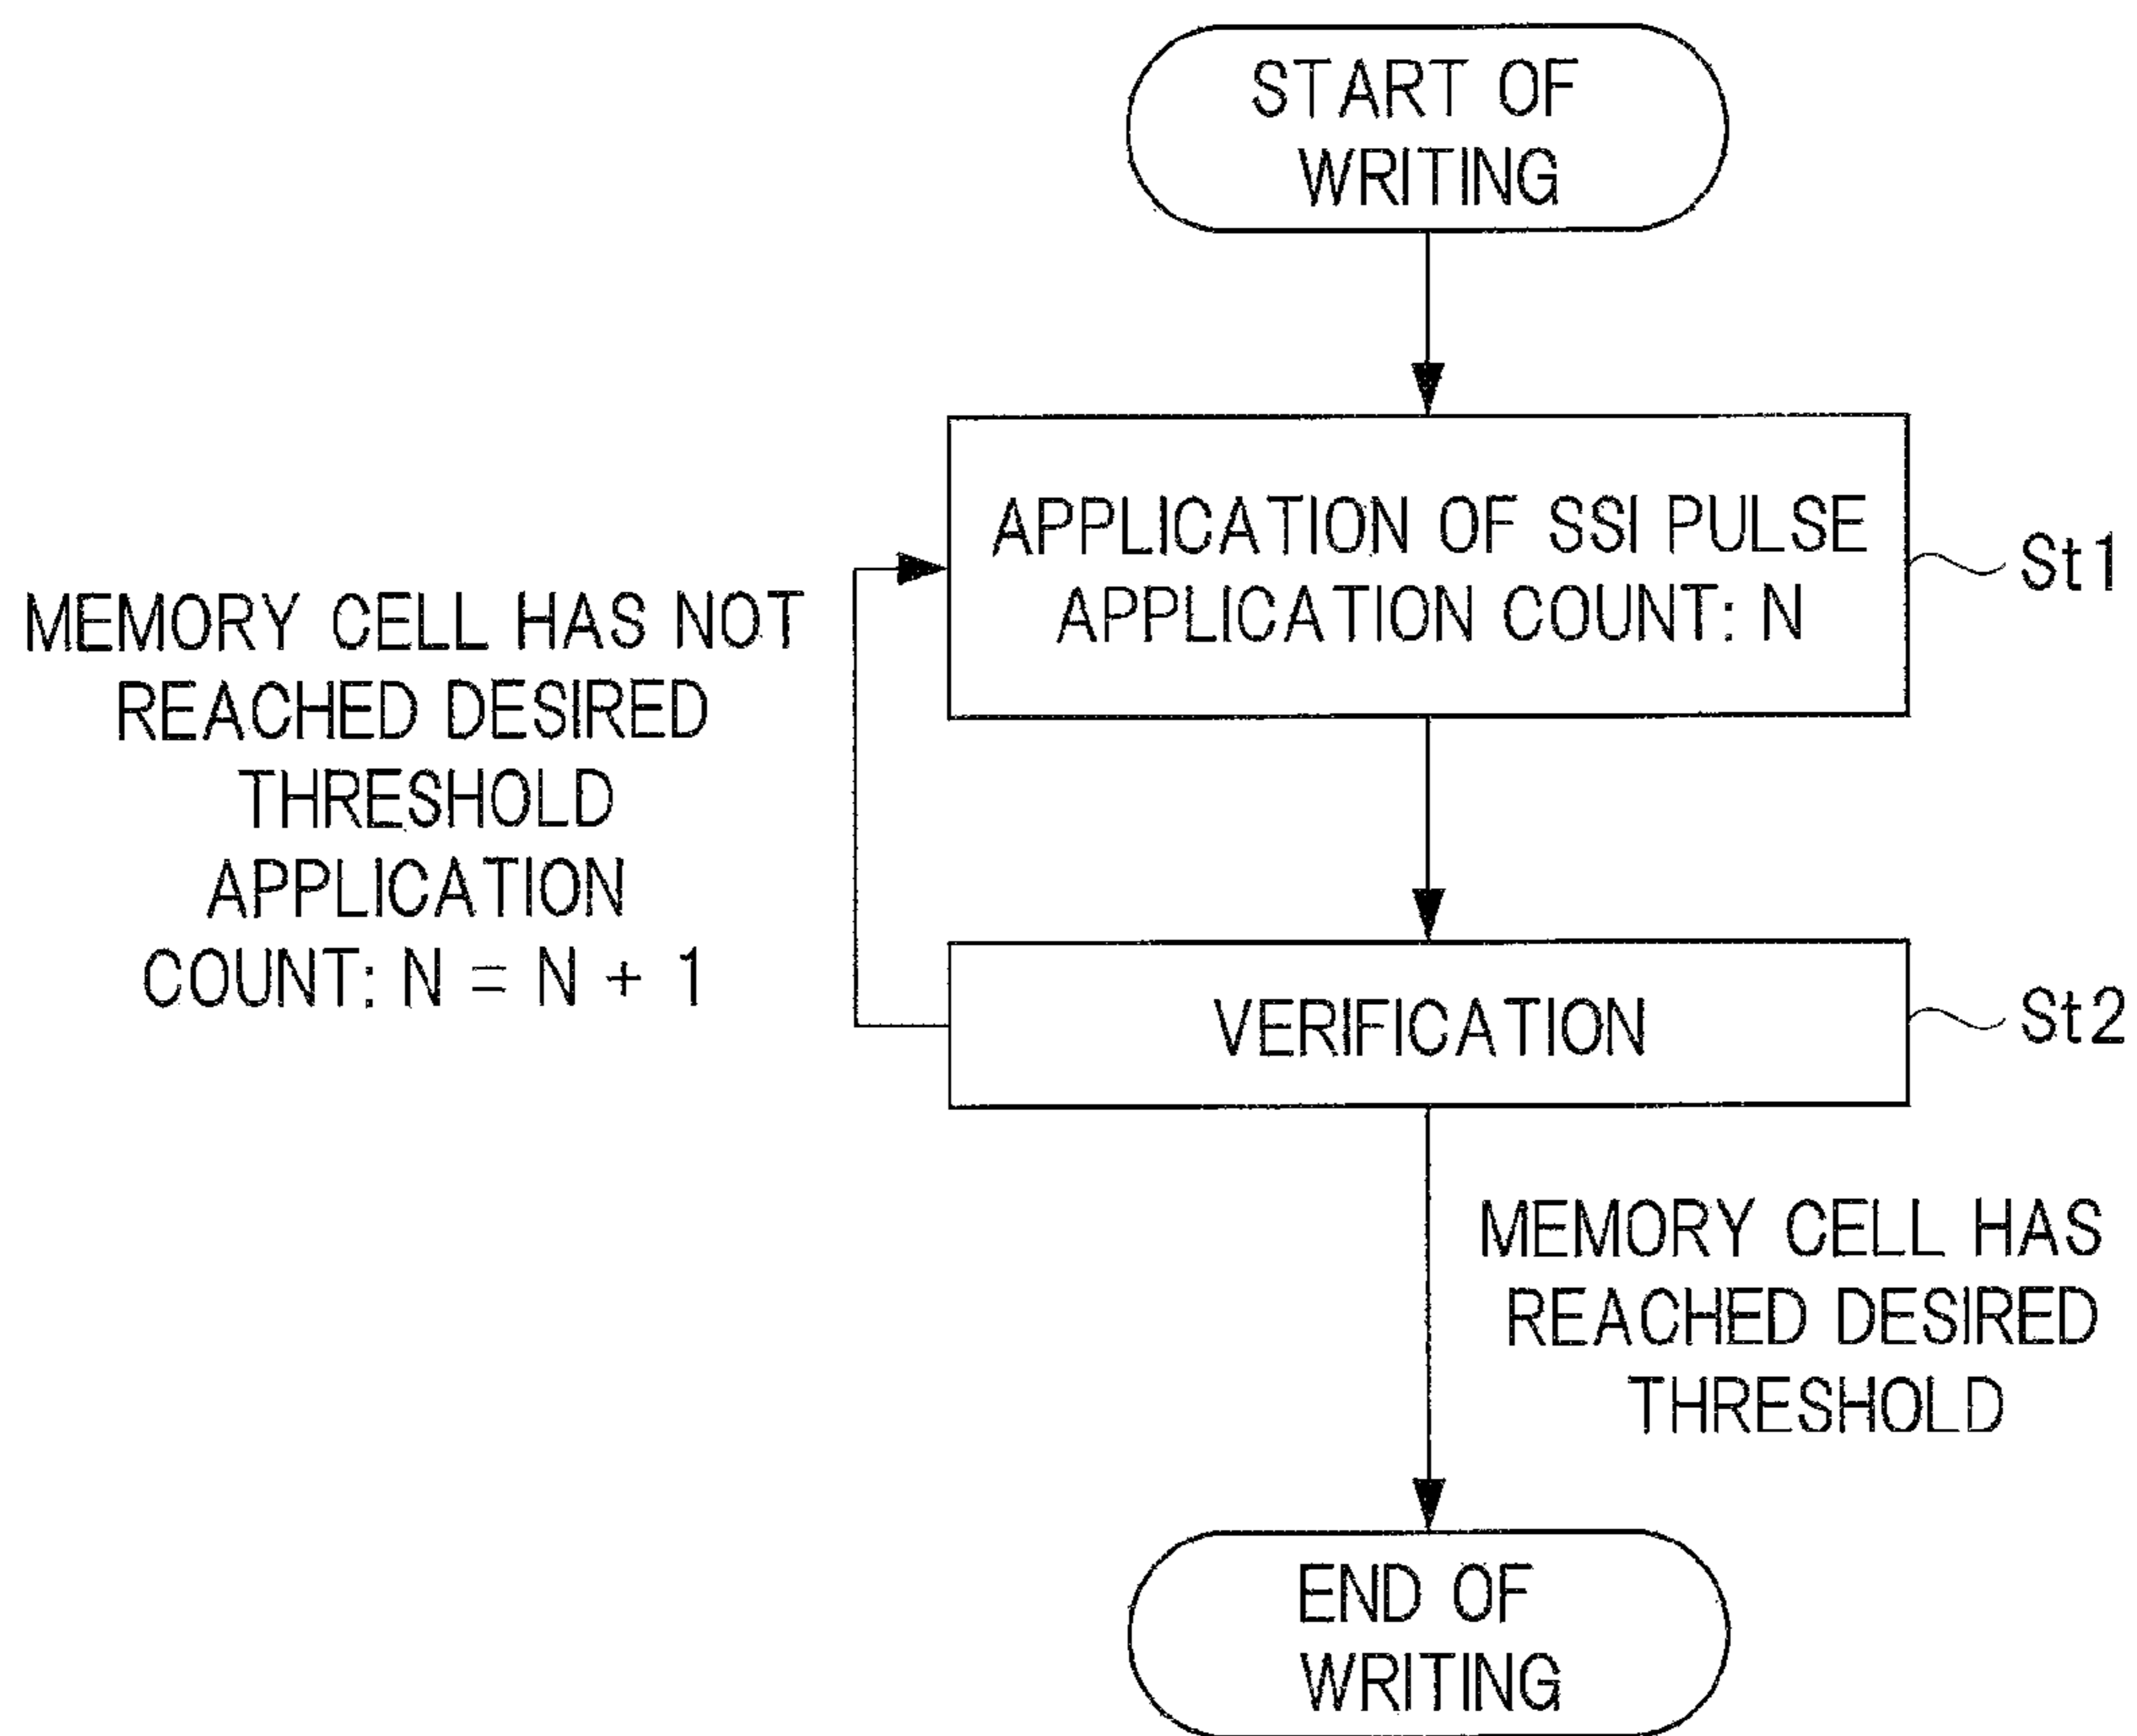 START OF
WRITING
APPLICATION OF SSI PULSE
APPLICATION COUNT: N
St1
MEMORY CELL HAS NOT
REACHED DESIRED
THRESHOLD
APPLICATION
COUNT: N = N + 1
VERIFICATION
St2
MEMORY CELL HAS
REACHED DESIRED
THRESHOLD
END OF
WRITING